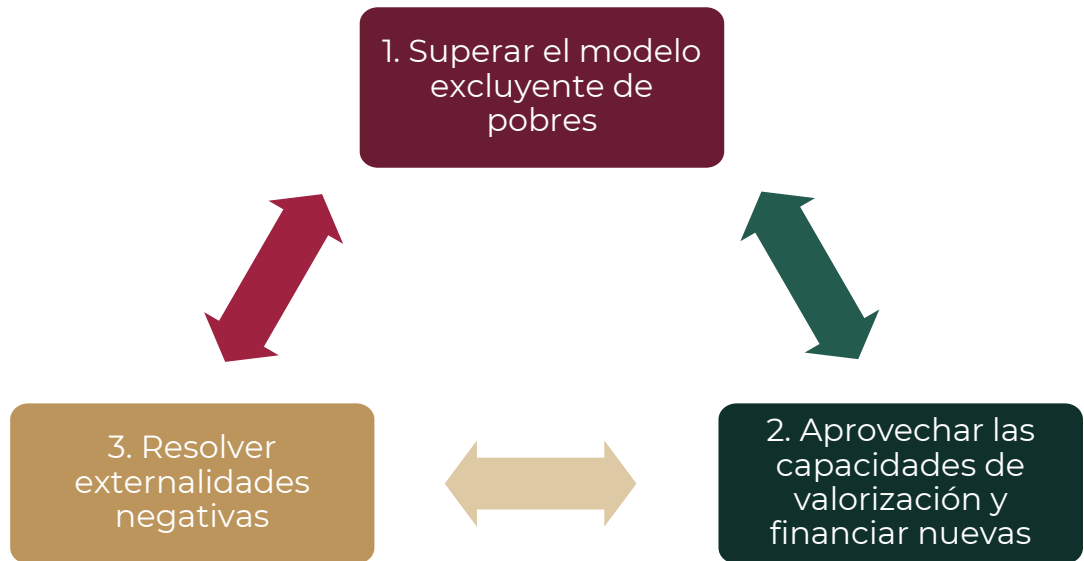 1. Superar el modelo
excluyente de
pobres
3. Resolver
externalidades
negativas
2. Aprovechar las
capacidades de
valorización y
financiar nuevas